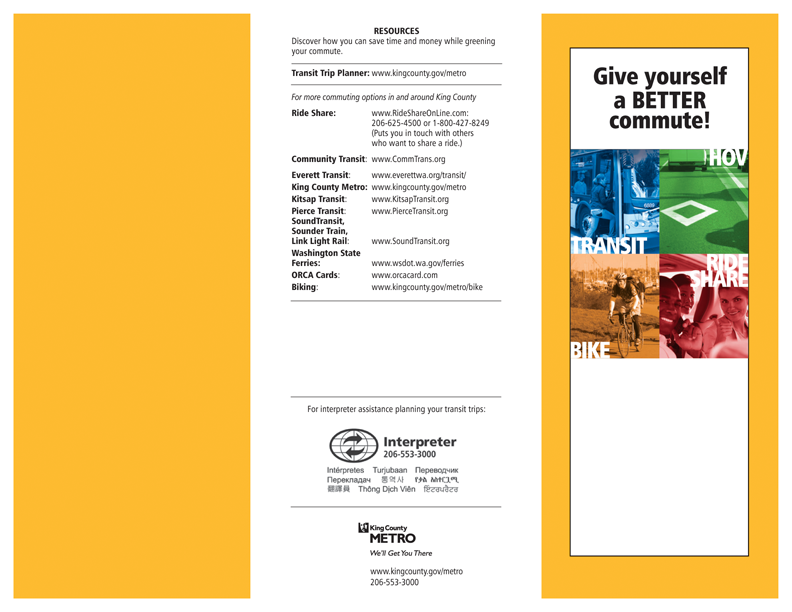 RESOURCES
Discover how you can save time and money while greening
your commute.
Transit Trip Planner: www.kingcounty.gov/metro
For more commuting options in and around King County
Ride Share: www.RideShareOnLine.com:
206-625-4500 or 1-800-427-8249
(Puts you in touch with others
who want to share a ride.)
Community Transit: www.CommTrans.org
Everett Transit: www.everettwa.org/transit/
King County Metro: www.kingcounty.gov/metro
Kitsap Transit: www.KitsapTransit.org
Pierce Transit: www.PierceTransit.org
SoundTransit,
Sounder Train,
Link Light Rail: www.SoundTransit.org
Washington State
Ferries: www.wsdot.wa.gov/ferries
ORCA Cards: www.orcacard.com
Biking: www.kingcounty.gov/metro/bike
For interpreter assistance planning your transit trips:
Interpreter
206-553-3000
Intérpretes Turjubaan Переводчик
Перекладач 통역사 የቃል አስተርጓሚ
翻譯員 Thông Dịch Viên ਇੰਟਰਪਰੈਟਰ
King County
METRO
We'll Get You There
www.kingcounty.gov/metro
206-553-3000
Give yourself
a BETTER
commute!
HOV
TRANSIT
RIDE
SHARE
BIKE